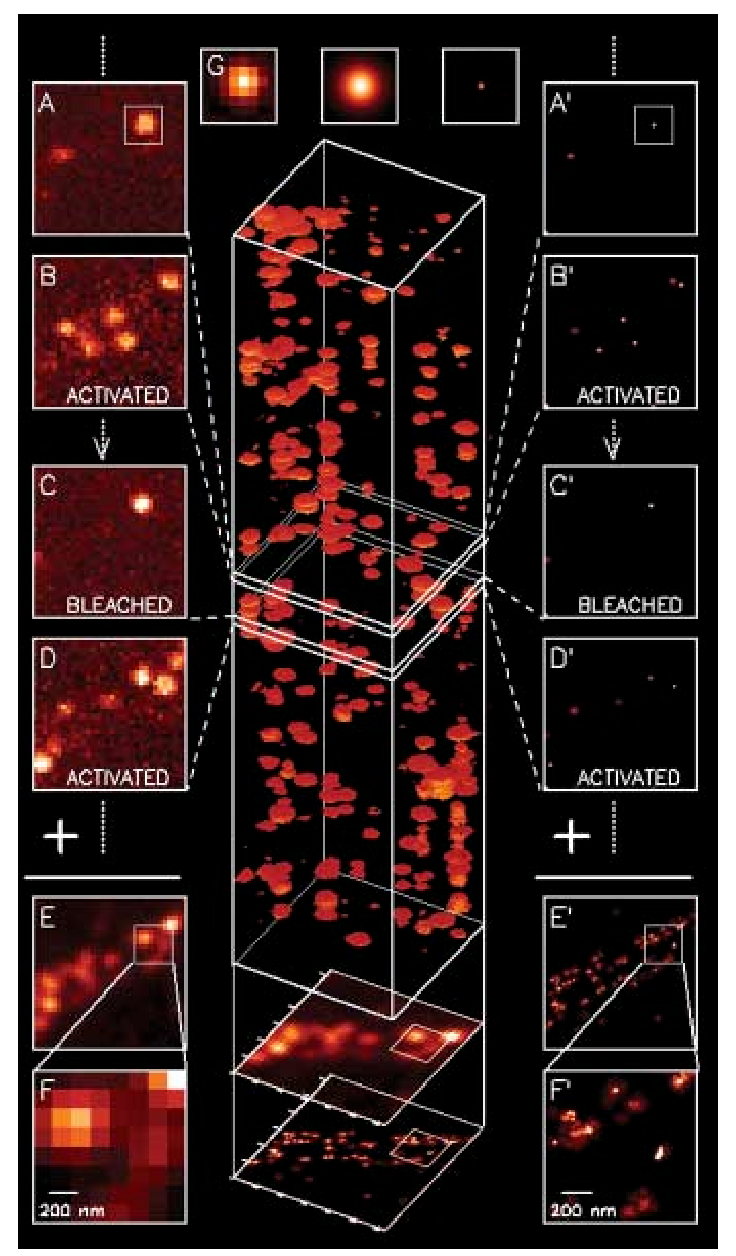 G
A
A'
B
ACTIVATED
B'
ACTIVATED
C
BLEACHED
C'
BLEACHED
D
ACTIVATED
D'
ACTIVATED
+
+
E
E'
F
200 nm
F'
200 nm